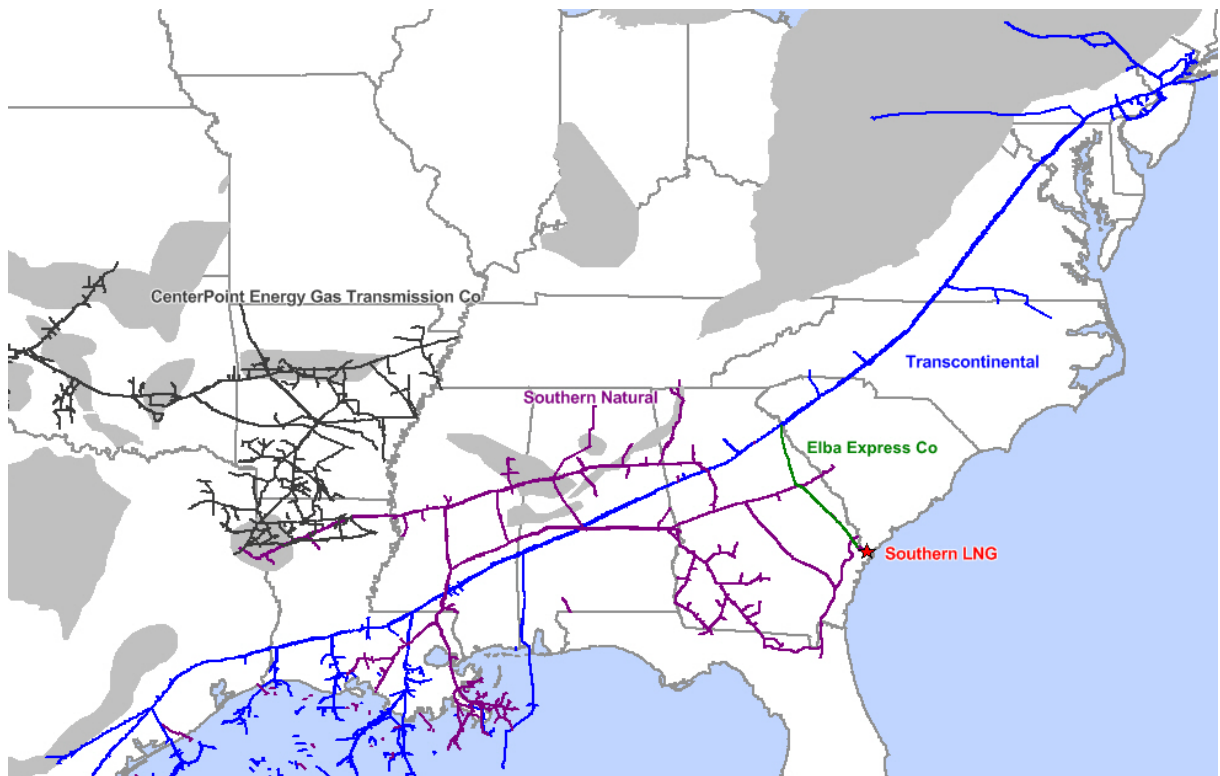 CenterPoint Energy Gas Transmission Co
Transcontinental
Southern Natural
Elba Express Co
Southern LNG